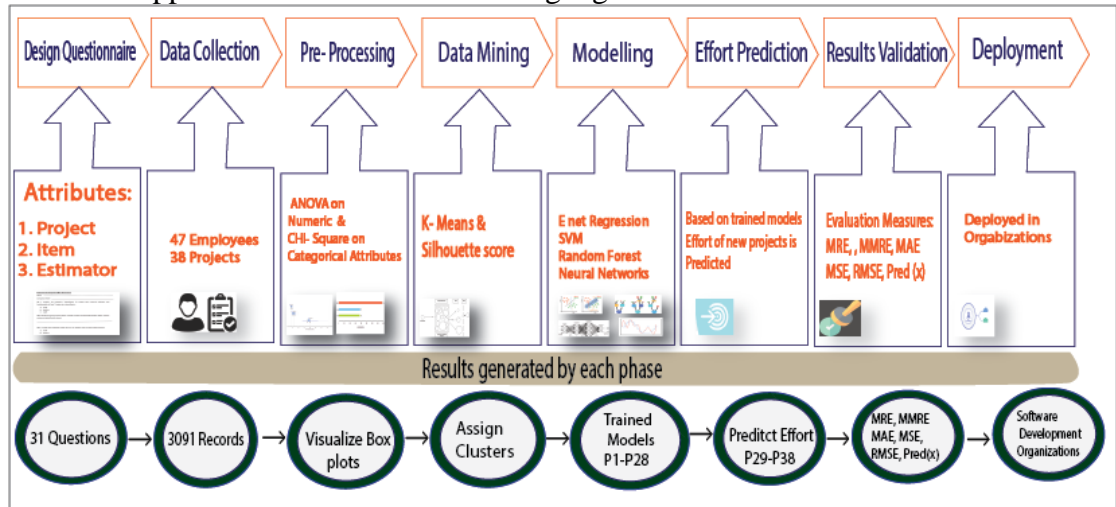 Design Questionnaire
Data Collection
Pre- Processing
Data Mining
Modelling
Effort Prediction
Results Validation
Deployment
Attributes:
1. Project
2. Item
3. Estimator
47 Employees
38 Projects
ANOVA on
Numeric &
CHI- Square on
Categorical Attributes
K- Means &
Silhouette score
E net Regression
SVM
Random Forest
Neural Networks
Based on trained models
Effort of new projects is
Predicted
Evaluation Measures:
MRE, , MMRE, MAE
MSE, RMSE, Pred (x)
Deployed in
Orgabizations
Results generated by each phase
31 Questions
3091 Records
Visualize Box
plots
Assign
Clusters
Trained
Models
P1-P28
Preditct Effort
P29-P38
MRE, MMRE
MAE, MSE,
RMSE, Pred(x)
Software
Development
Organizations